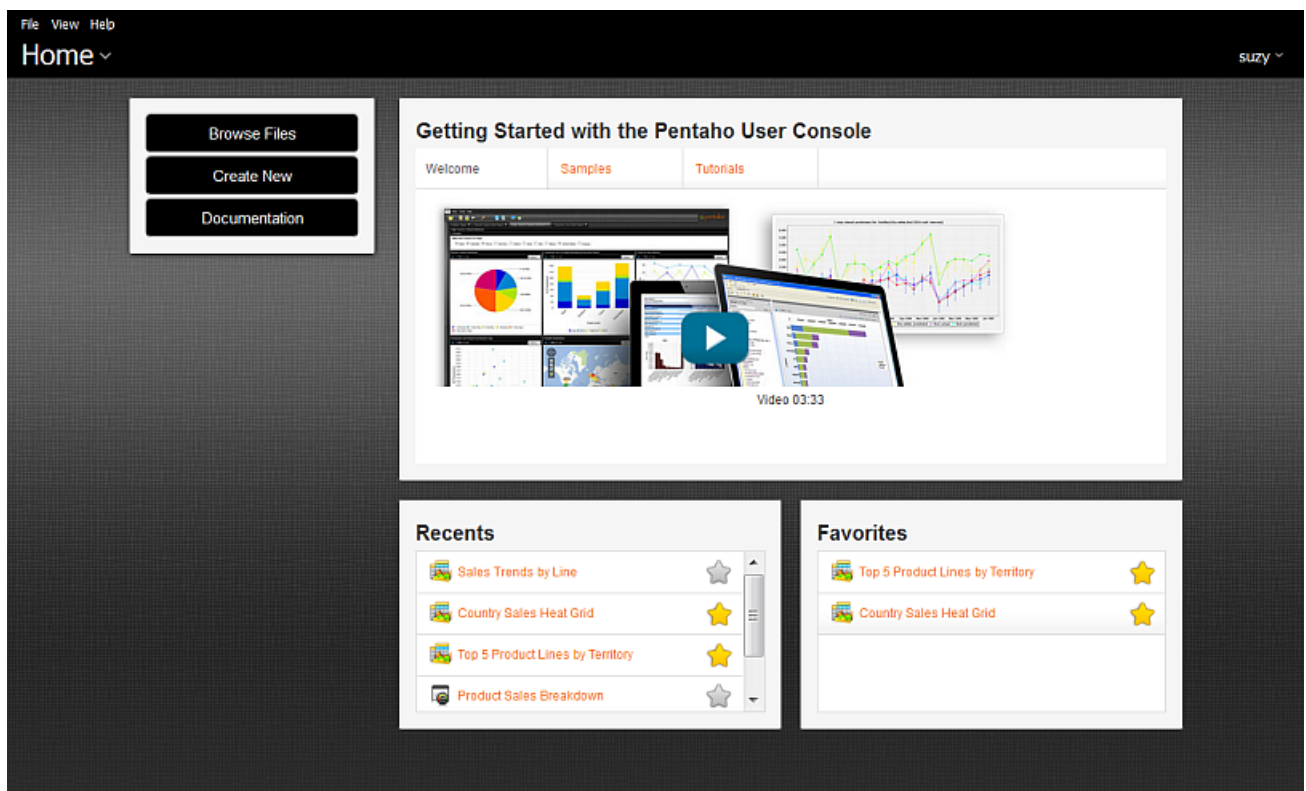 File View Help
Home
suzy
Browse Files
Create New
Documentation
Getting Started with the Pentaho User Console
Welcome Samples Tutorials
Video 03:33
Recents
Sales Trends by Line
Country Sales Heat Grid
Top 5 Product Lines by Territory
Product Sales Breakdown
Favorites
Top 5 Product Lines by Territory
Country Sales Heat Grid